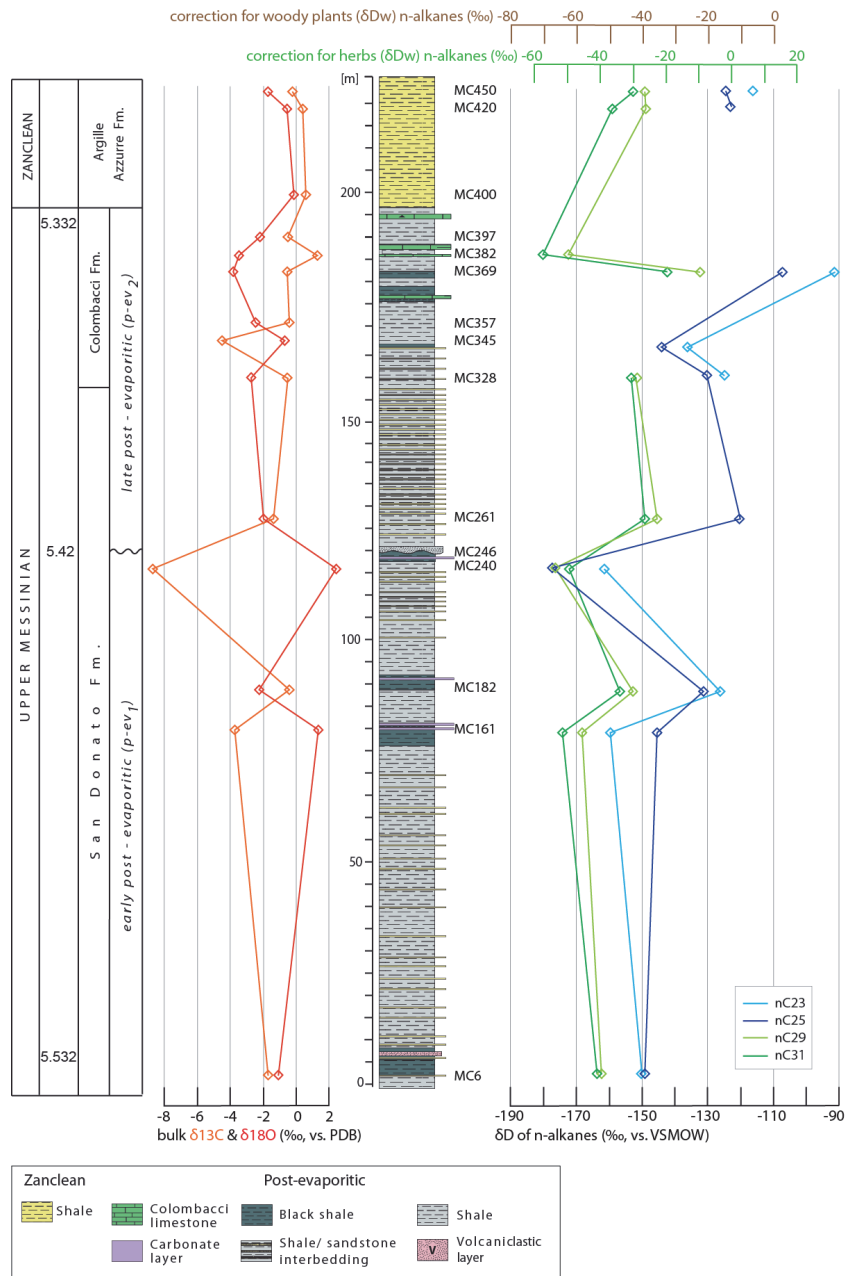 correction for woody plants (δDw) n-alkanes (‰)
-80 -60 -40 -20 0
correction for herbs (δDw) n-alkanes (‰)
-60 -40 -20 0 20
[m]
ZANCLEAN
Argille
Azzurre Fm.
UPPER MESSINIAN
5.332
5.42
5.532
Colombacci Fm.
San Donato Fm.
late post - evaporitic (p-ev2)
early post - evaporitic (p-ev1)
200
150
100
50
0
MC450
MC420
MC400
MC397
MC382
MC369
MC357
MC345
MC328
MC261
MC246
MC240
MC182
MC161
MC6
nC23
nC25
nC29
nC31
-8 -6 -4 -2 0 2
bulk δ13C & δ18O (‰, vs. PDB)
-190 -170 -150 -130 -110 -90
δD of n-alkanes (‰, vs. VSMOW)
Zanclean
Shale
Post-evaporitic
Colombacci
limestone
Black shale
Shale
Carbonate
layer
Shale/ sandstone
interbedding
V
Volcaniclastic
layer